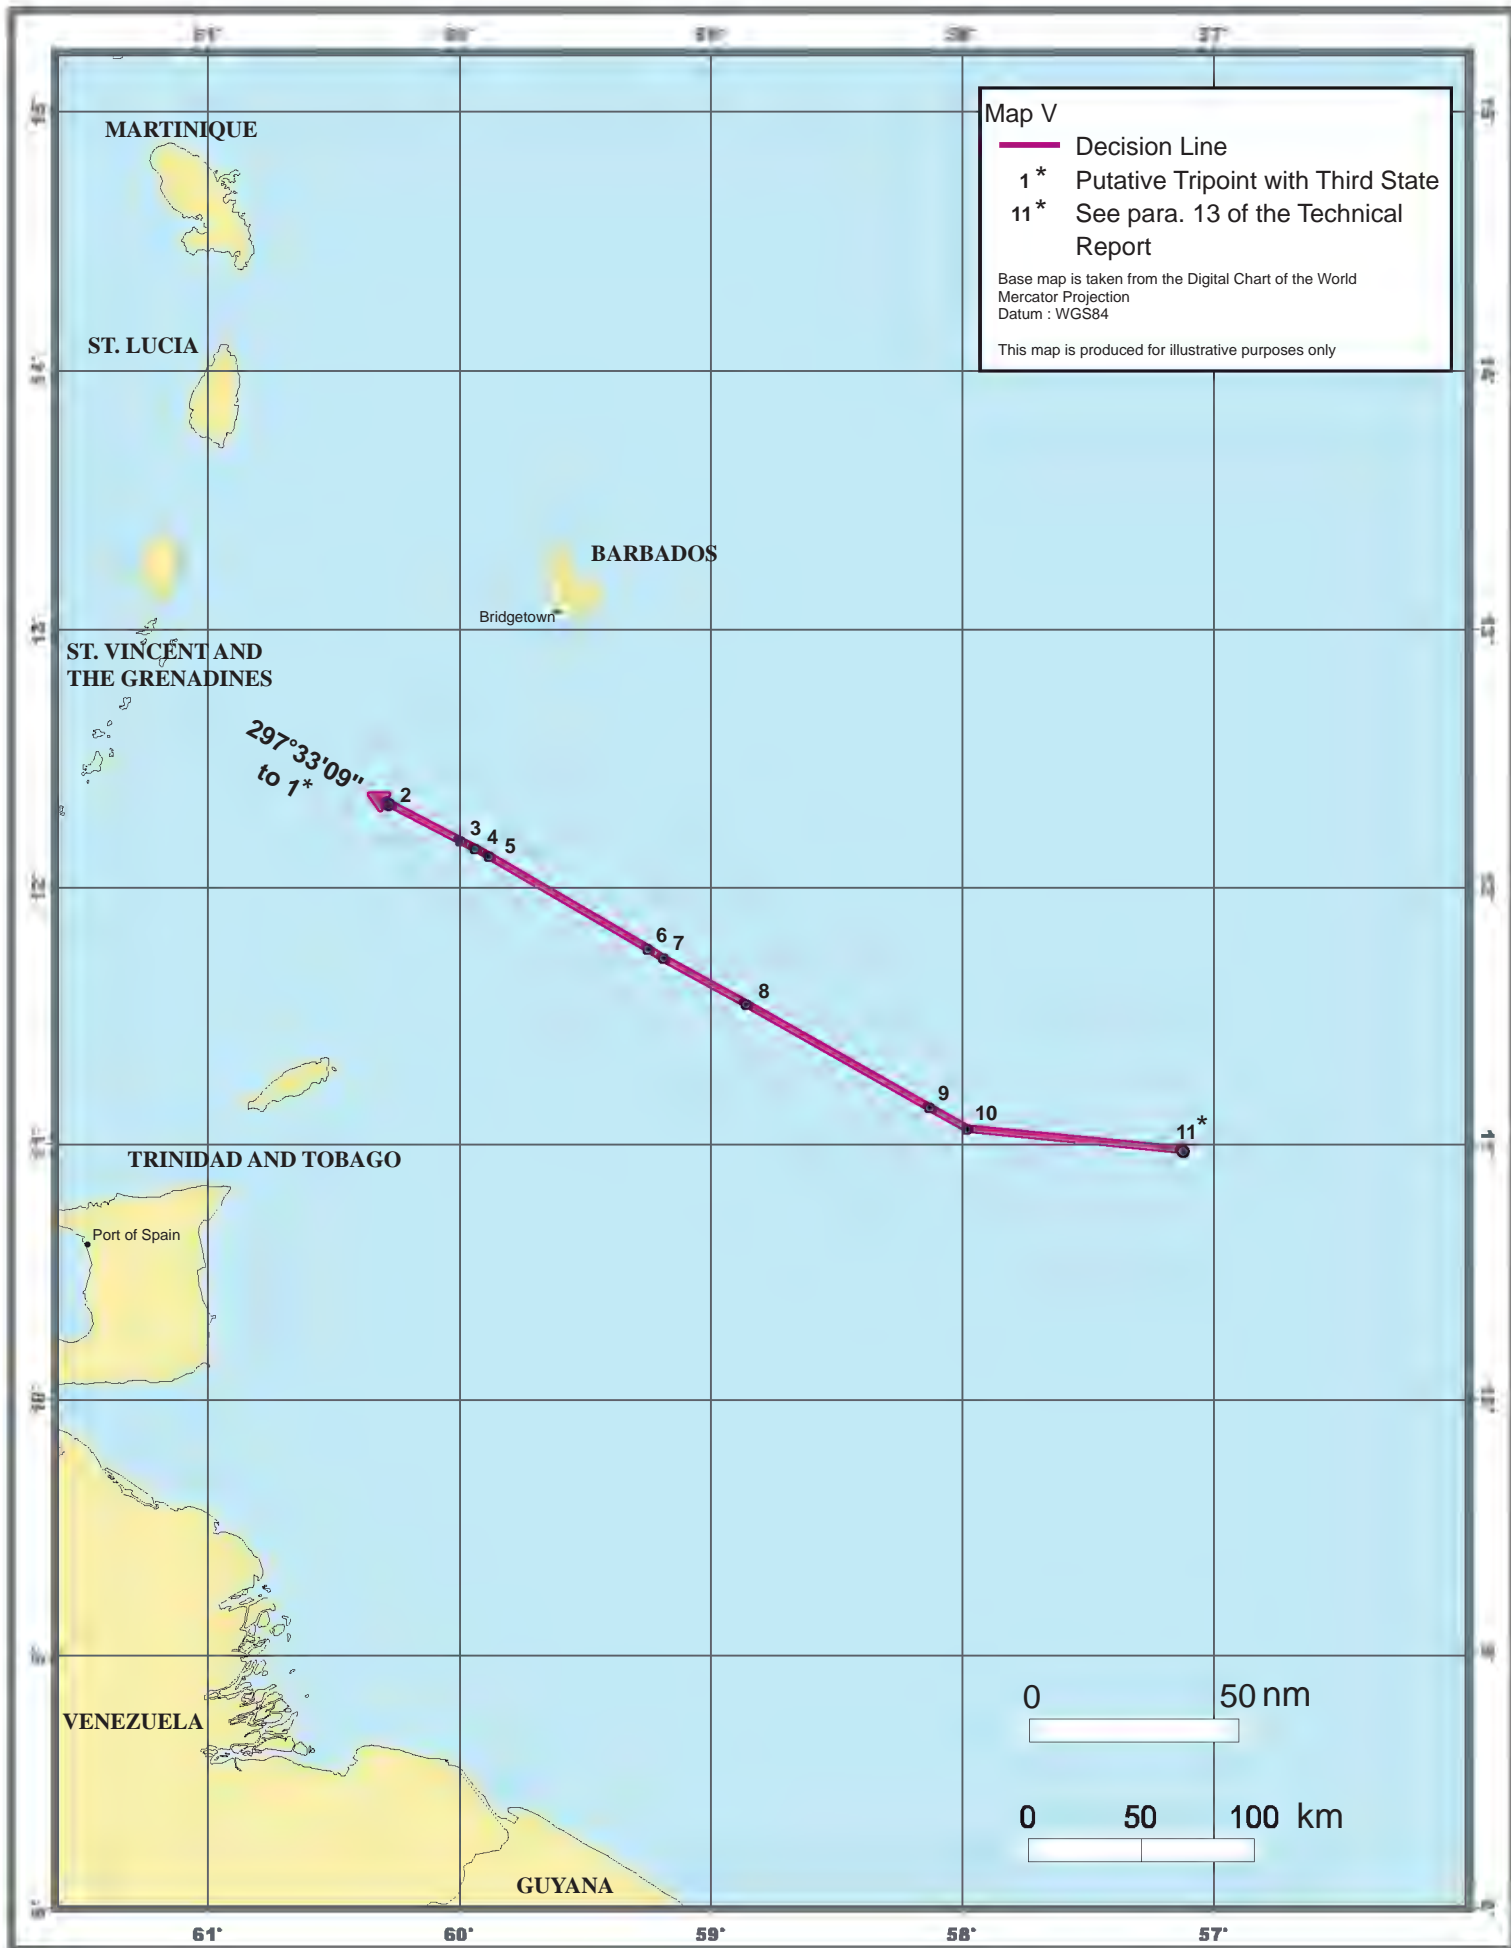 Map V
Decision Line
1* Putative Tripoint with Third State
11* See para. 13 of the Technical
Report
Base map is taken from the Digital Chart of the World
Mercator Projection
Datum : WGS84
This map is produced for illustrative purposes only
MARTINIQUE
ST. LUCIA
BARBADOS
Bridgetown
ST. VINCENT AND
THE GRENADINES
297°33'09"
to 1*
2
3
4
5
6
7
8
9
10
11*
TRINIDAD AND TOBAGO
Port of Spain
VENEZUELA
GUYANA
0 50 nm
0 50 100 km
61° 60° 59° 58° 57°